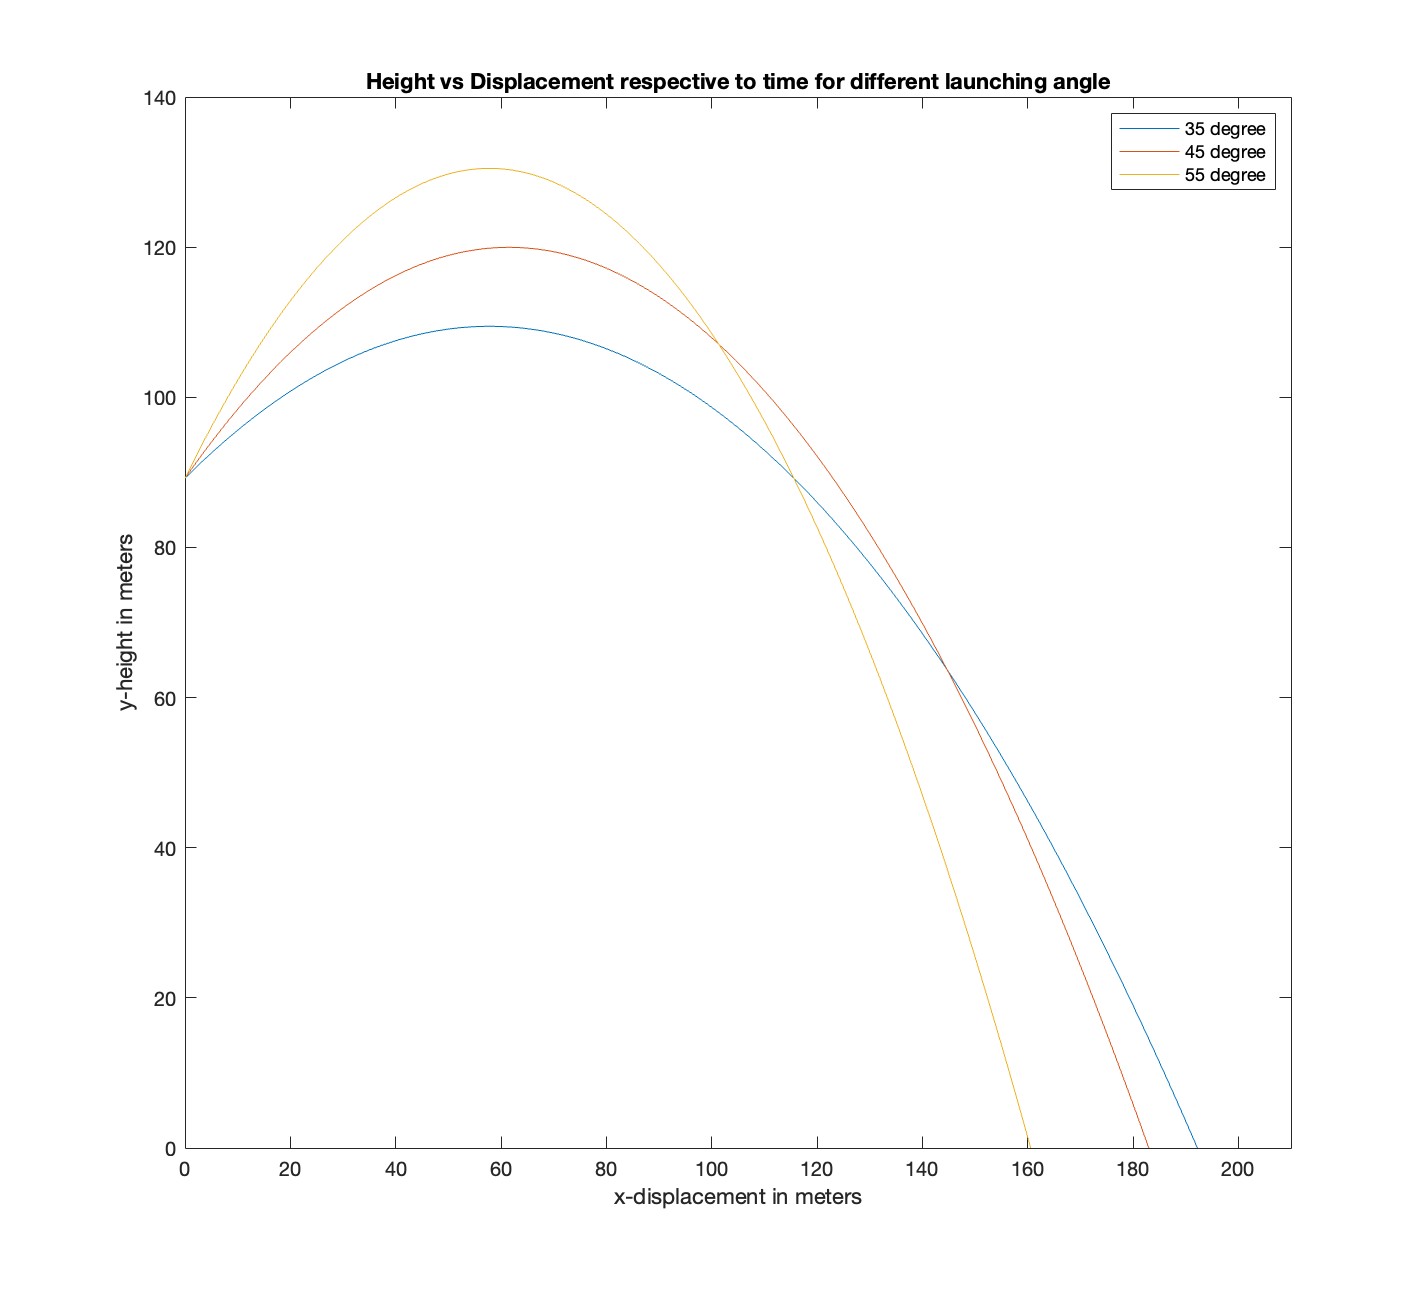 Height vs Displacement respective to time for different launching angle
35 degree
45 degree
55 degree
140
120
100
80
60
40
20
0
y-height in meters
0 20 40 60 80 100 120 140 160 180 200
x-displacement in meters